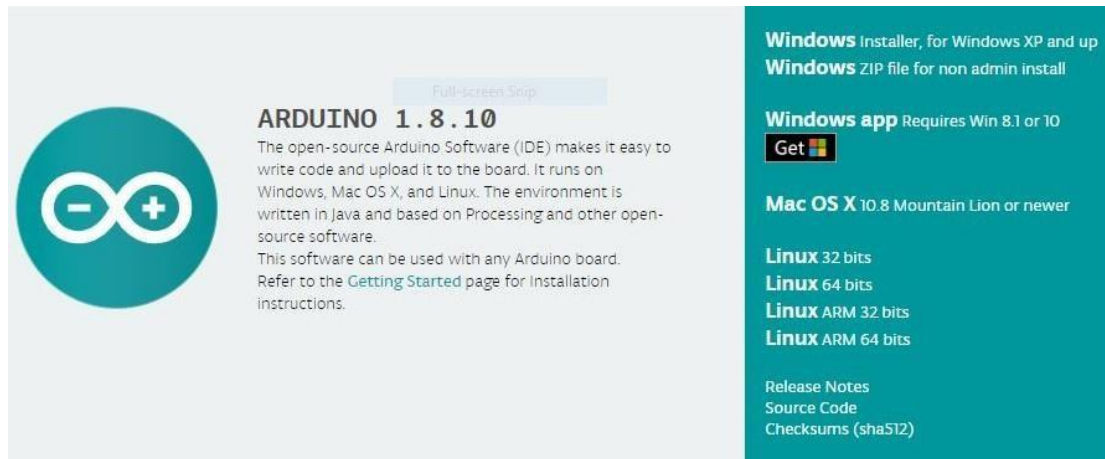 Full-screen Snip
ARDUINO 1.8.10
The open-source Arduino Software (IDE) makes it easy to
write code and upload it to the board. It runs on
Windows, Mac OS X, and Linux. The environment is
written in Java and based on Processing and other open-
source software.
This software can be used with any Arduino board.
Refer to the Getting Started page for Installation
instructions.
Windows Installer, for Windows XP and up
Windows ZIP file for non admin install
Windows app Requires Win 8.1 or 10
Get
Mac OS X 10.8 Mountain Lion or newer
Linux 32 bits
Linux 64 bits
Linux ARM 32 bits
Linux ARM 64 bits
Release Notes
Source Code
Checksums (sha512)